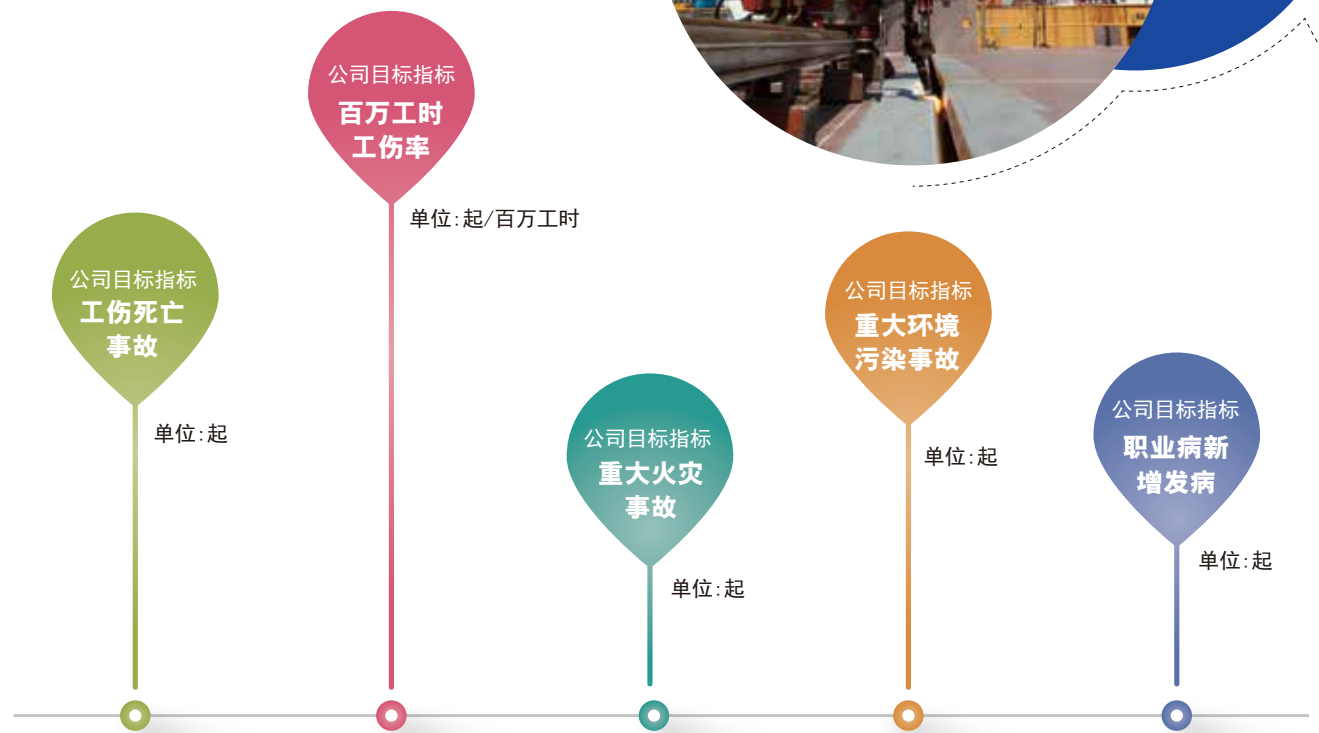 公司目标指标
工伤死亡
事故
单位:起
公司目标指标
百万工时
工伤率
单位:起/百万工时
公司目标指标
重大火灾
事故
单位:起
公司目标指标
重大环境
污染事故
单位:起
公司目标指标
职业病新
增发病
单位:起